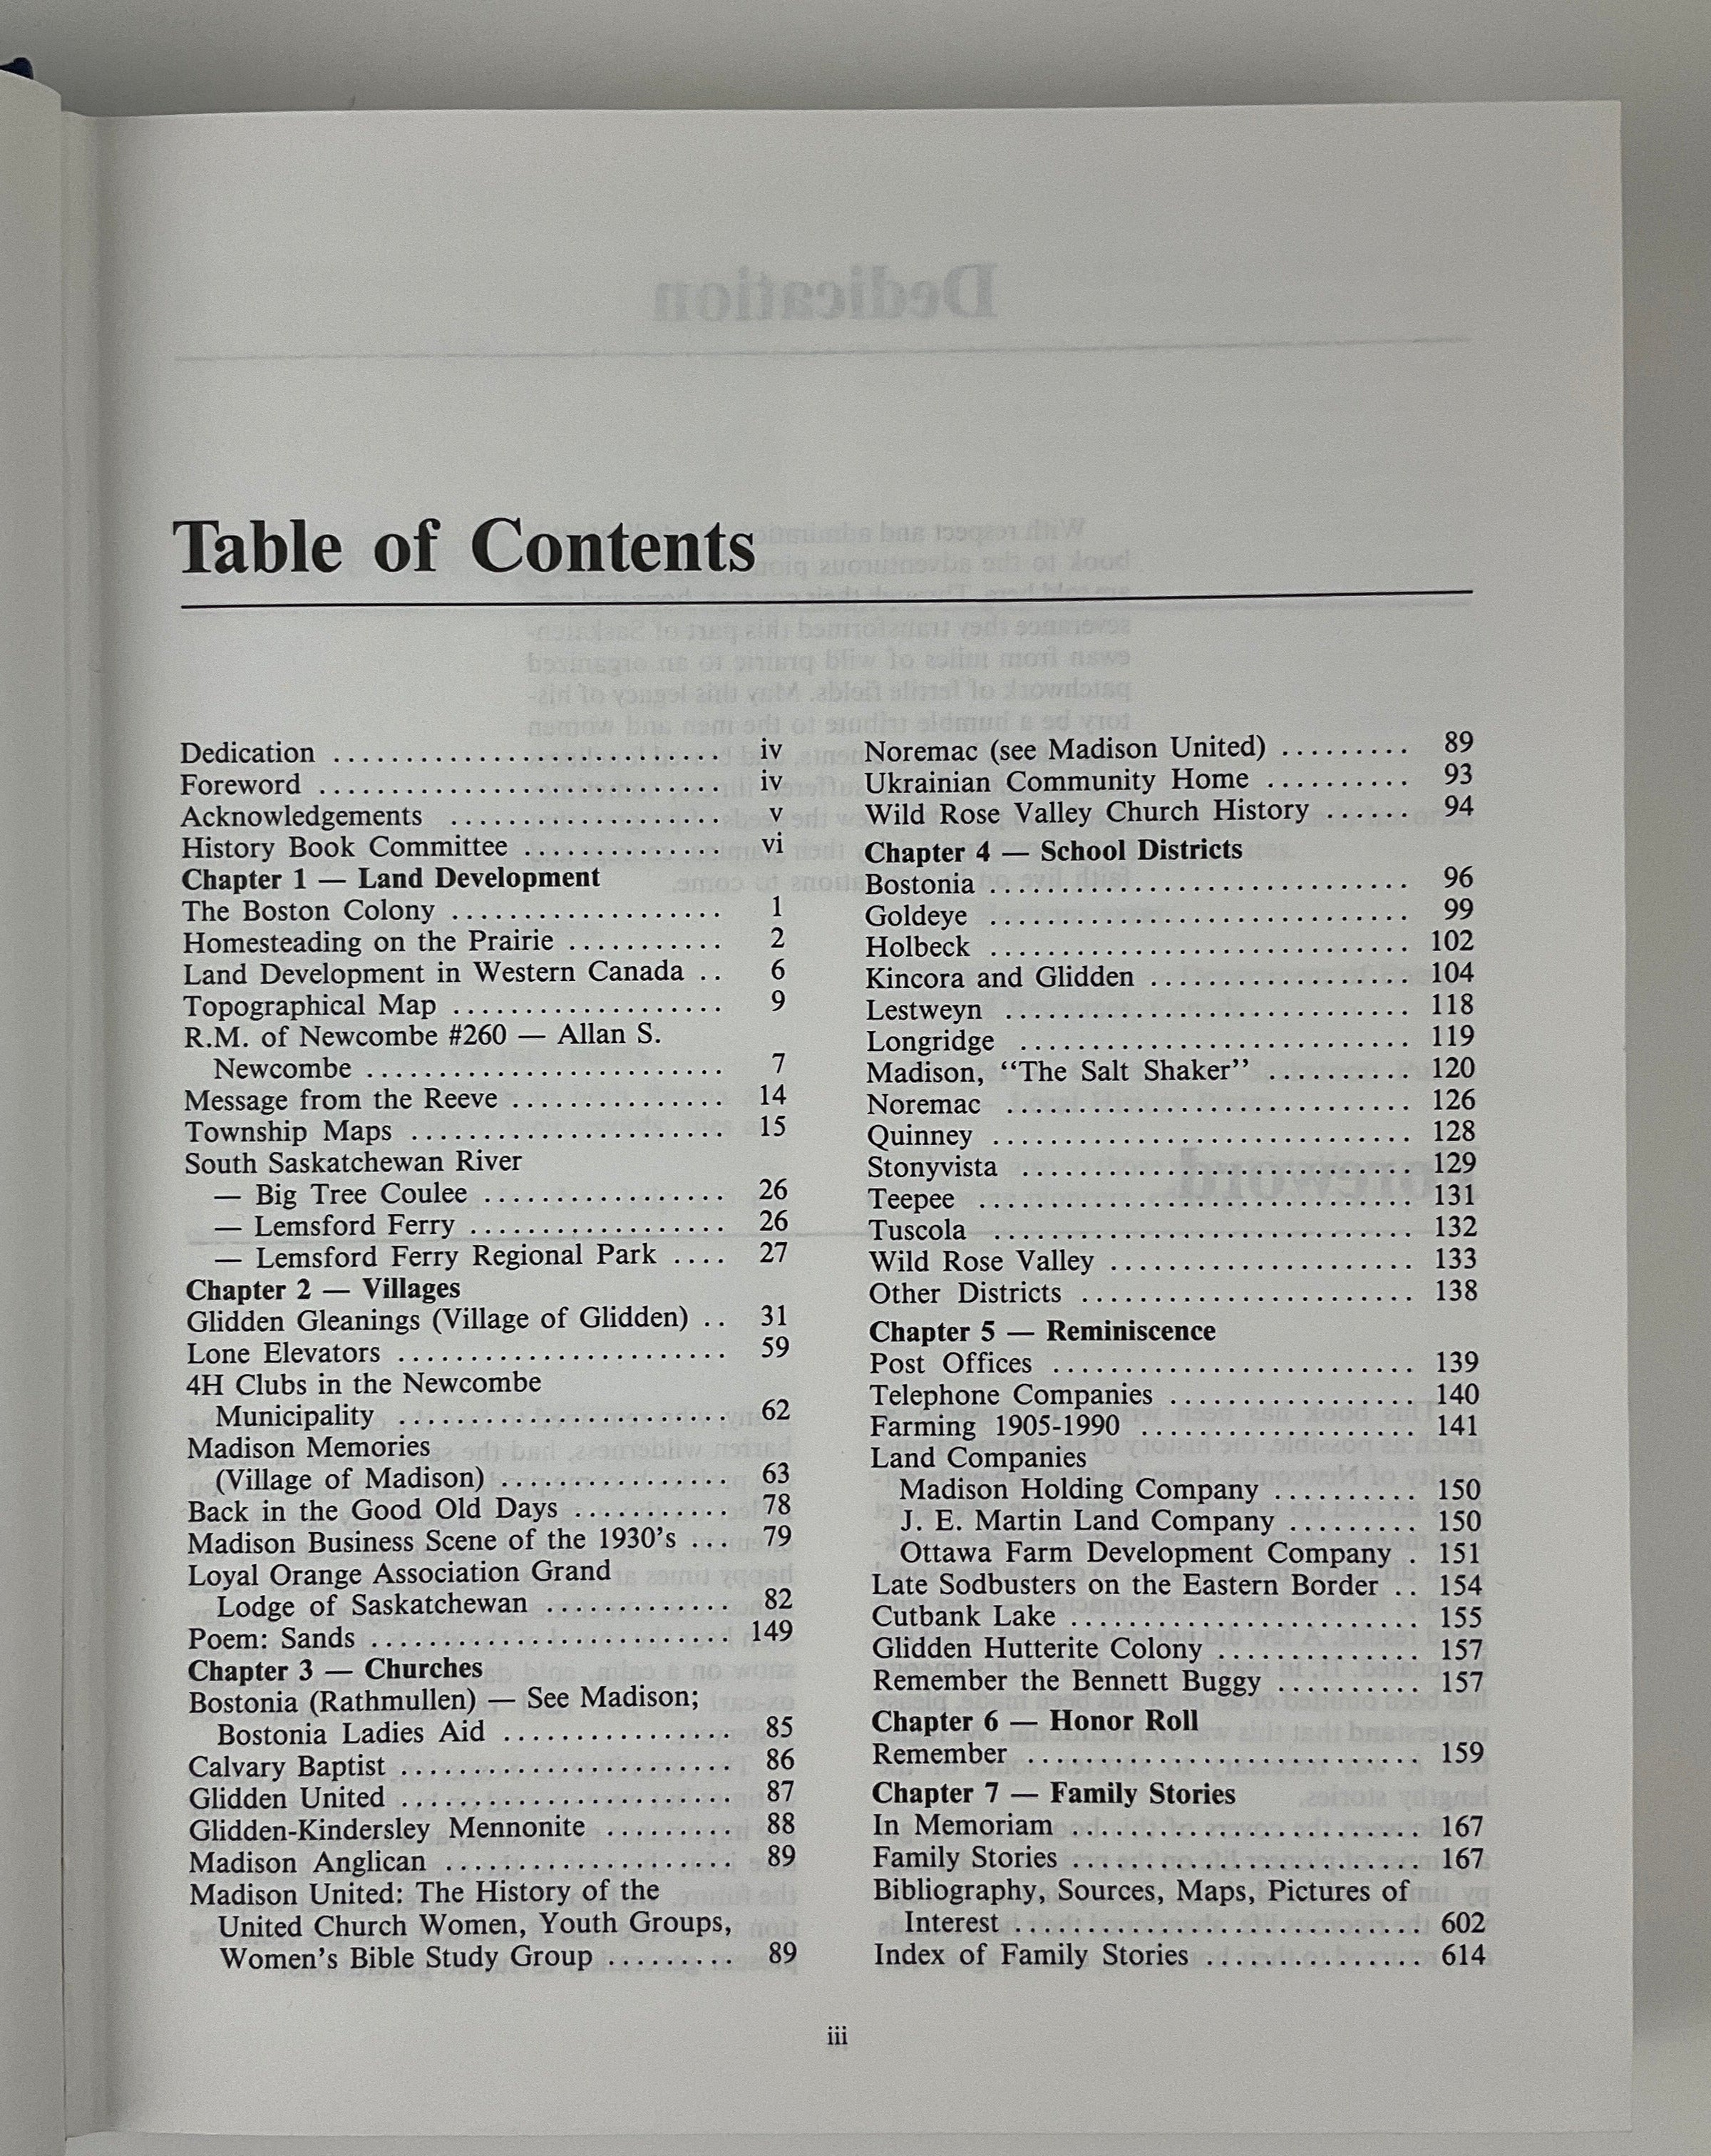 Table of Contents
Dedication ........................... iv
Foreword ............................ iv
Acknowledgements ................... v
History Book Committee .............. vi
Chapter 1 — Land Development
The Boston Colony ................... 1
Homesteading on the Prairie ........... 2
Land Development in Western Canada .. 6
Topographical Map ................... 9
R.M. of Newcombe #260 — Allan S.
Newcombe ......................... 7
Message from the Reeve ............... 14
Township Maps ...................... 15
South Saskatchewan River
— Big Tree Coulee ................. 26
— Lemsford Ferry .................. 26
— Lemsford Ferry Regional Park .... 27
Chapter 2 — Villages
Glidden Gleanings (Village of Glidden) .. 31
Lone Elevators ....................... 59
4H Clubs in the Newcombe
Municipality ....................... 62
Madison Memories
(Village of Madison) ................ 63
Back in the Good Old Days ........... 78
Madison Business Scene of the 1930's ... 79
Loyal Orange Association Grand
Lodge of Saskatchewan ............. 82
Poem: Sands ......................... 149
Chapter 3 — Churches
Bostonia (Rathmullen) — See Madison;
Bostonia Ladies Aid ................ 85
Calvary Baptist ....................... 86
Glidden United ....................... 87
Glidden-Kindersley Mennonite ......... 88
Madison Anglican .................... 89
Madison United: The History of the
United Church Women, Youth Groups,
Women's Bible Study Group ......... 89
Noremac (see Madison United) ......... 89
Ukrainian Community Home .......... 93
Wild Rose Valley Church History ...... 94
Chapter 4 — School Districts
Bostonia ............................. 96
Goldeye ............................. 99
Holbeck ............................. 102
Kincora and Glidden .................. 104
Lestweyn ............................ 118
Longridge ........................... 119
Madison, “The Salt Shaker” .......... 120
Noremac ............................ 126
Quinney ............................. 128
Stonyvista ........................... 129
Teepee .............................. 131
Tuscola ............................. 132
Wild Rose Valley ..................... 133
Other Districts ....................... 138
Chapter 5 — Reminiscence
Post Offices ......................... 139
Telephone Companies ................. 140
Farming 1905-1990 ................... 141
Land Companies
Madison Holding Company .......... 150
J. E. Martin Land Company ......... 150
Ottawa Farm Development Company . 151
Late Sodbusters on the Eastern Border .. 154
Cutbank Lake ...................... 155
Glidden Hutterite Colony .............. 157
Remember the Bennett Buggy .......... 157
Chapter 6 — Honor Roll
Remember ........................... 159
Chapter 7 — Family Stories
In Memoriam ........................ 167
Family Stories ........................ 167
Bibliography, Sources, Maps, Pictures of
Interest ............................ 602
Index of Family Stories ............... 614
iii